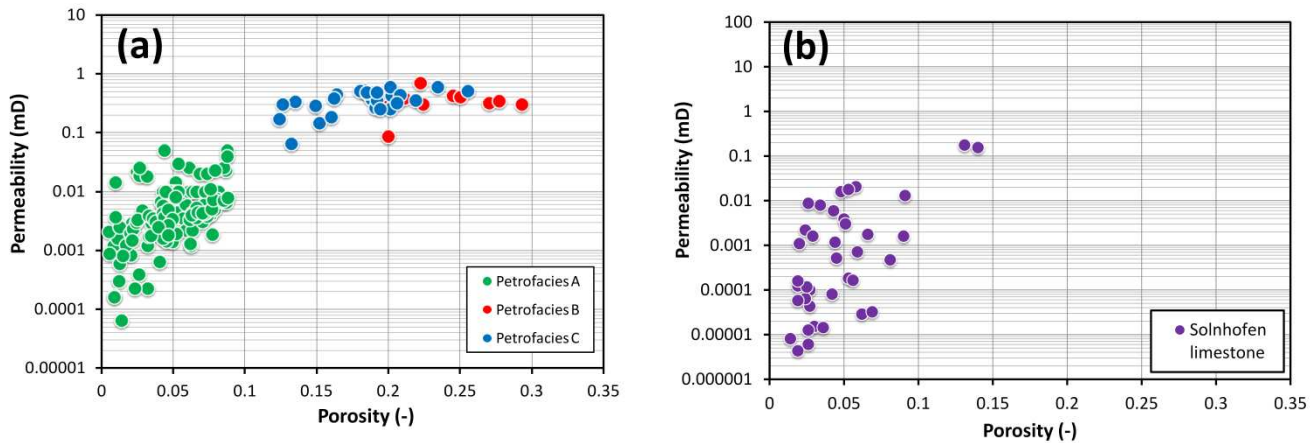 (a)
Permeability (mD)
10
1
0.1
0.01
0.001
0.0001
0.00001
0
0.05
0.1
0.15
0.2
0.25
0.3
0.35
Porosity (-)
Petrofacies A
Petrofacies B
Petrofacies C
(b)
Permeability (mD)
100
10
1
0.1
0.01
0.001
0.0001
0.00001
0.000001
0
0.05
0.1
0.15
0.2
0.25
0.3
0.35
Porosity (-)
Solnhofen
limestone